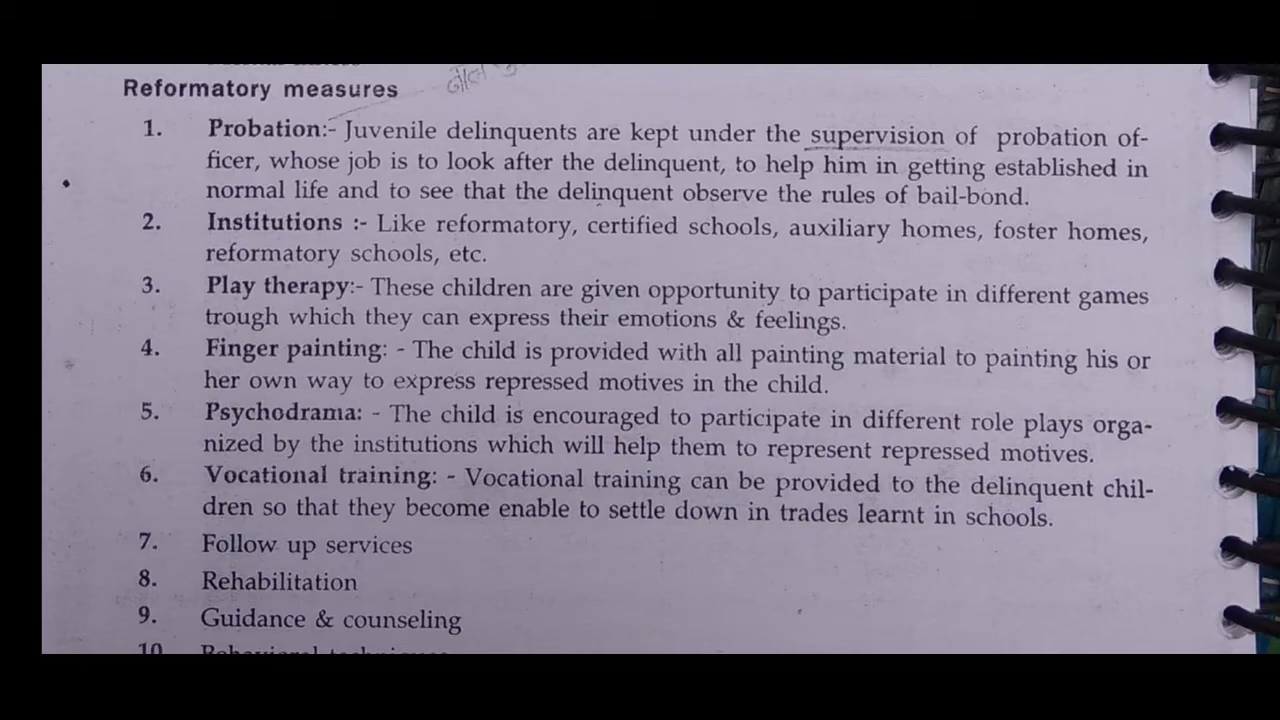 Reformatory measures
1. Probation:- Juvenile delinquents are kept under the supervision of probation of-
ficer, whose job is to look after the delinquent, to help him in getting established in
normal life and to see that the delinquent observe the rules of bail-bond.
2. Institutions :- Like reformatory, certified schools, auxiliary homes, foster homes,
reformatory schools, etc.
3. Play therapy:- These children are given opportunity to participate in different games
trough which they can express their emotions & feelings.
4. Finger painting: - The child is provided with all painting material to painting his or
her own way to express repressed motives in the child.
5. Psychodrama: - The child is encouraged to participate in different role plays orga-
nized by the institutions which will help them to represent repressed motives.
6. Vocational training: - Vocational training can be provided to the delinquent chil-
dren so that they become enable to settle down in trades learnt in schools.
7. Follow up services
8. Rehabilitation
9. Guidance & counseling
10 Behavioral techniques